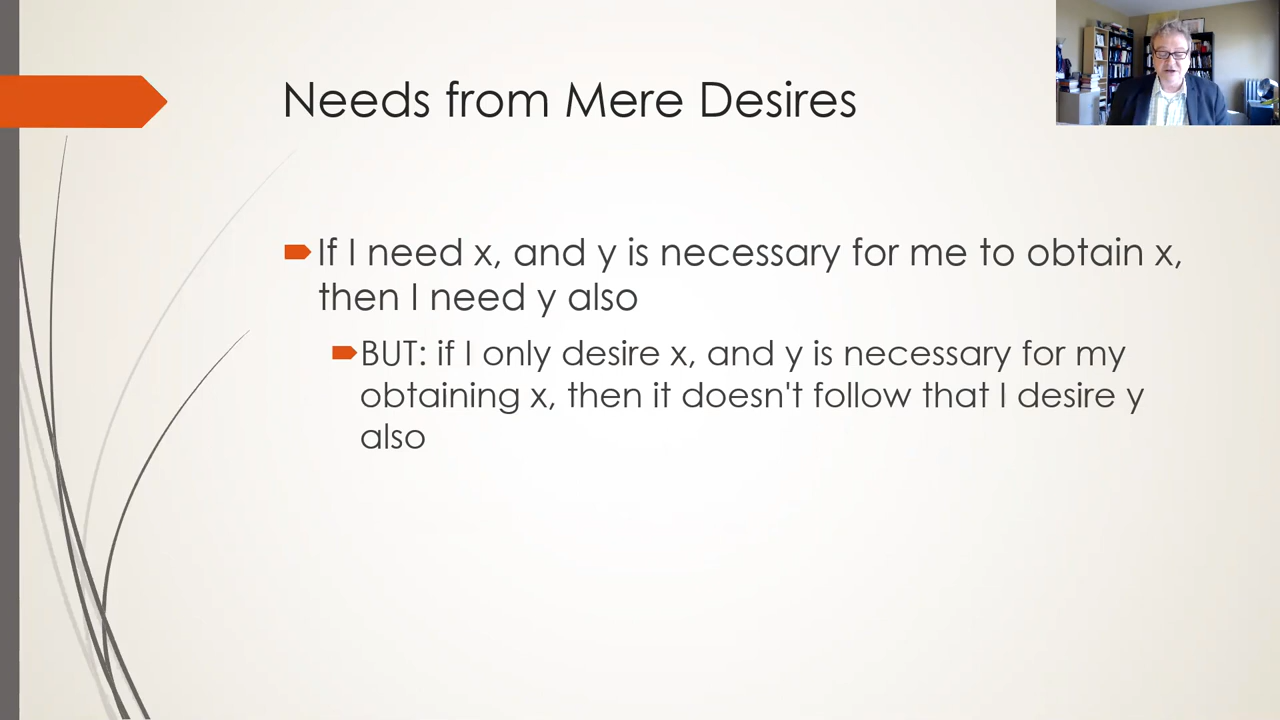 Needs from Mere Desires
If I need x, and y is necessary for me to obtain x,
then I need y also
BUT: if I only desire x, and y is necessary for my
obtaining x, then it doesn't follow that I desire y
also